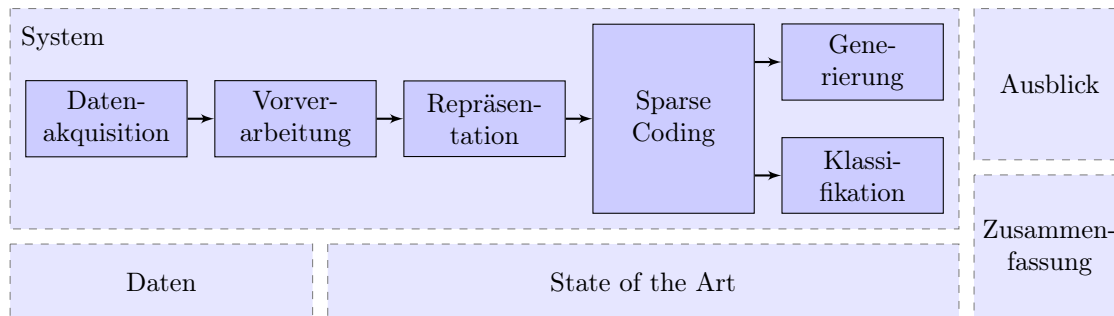 System
Daten-
akquisition
Vorver-
arbeitung
Repräsen-
tation
Sparse
Coding
Gene-
rierung
Klassi-
fikation
Ausblick
Zusammen-
fassung
Daten
State of the Art